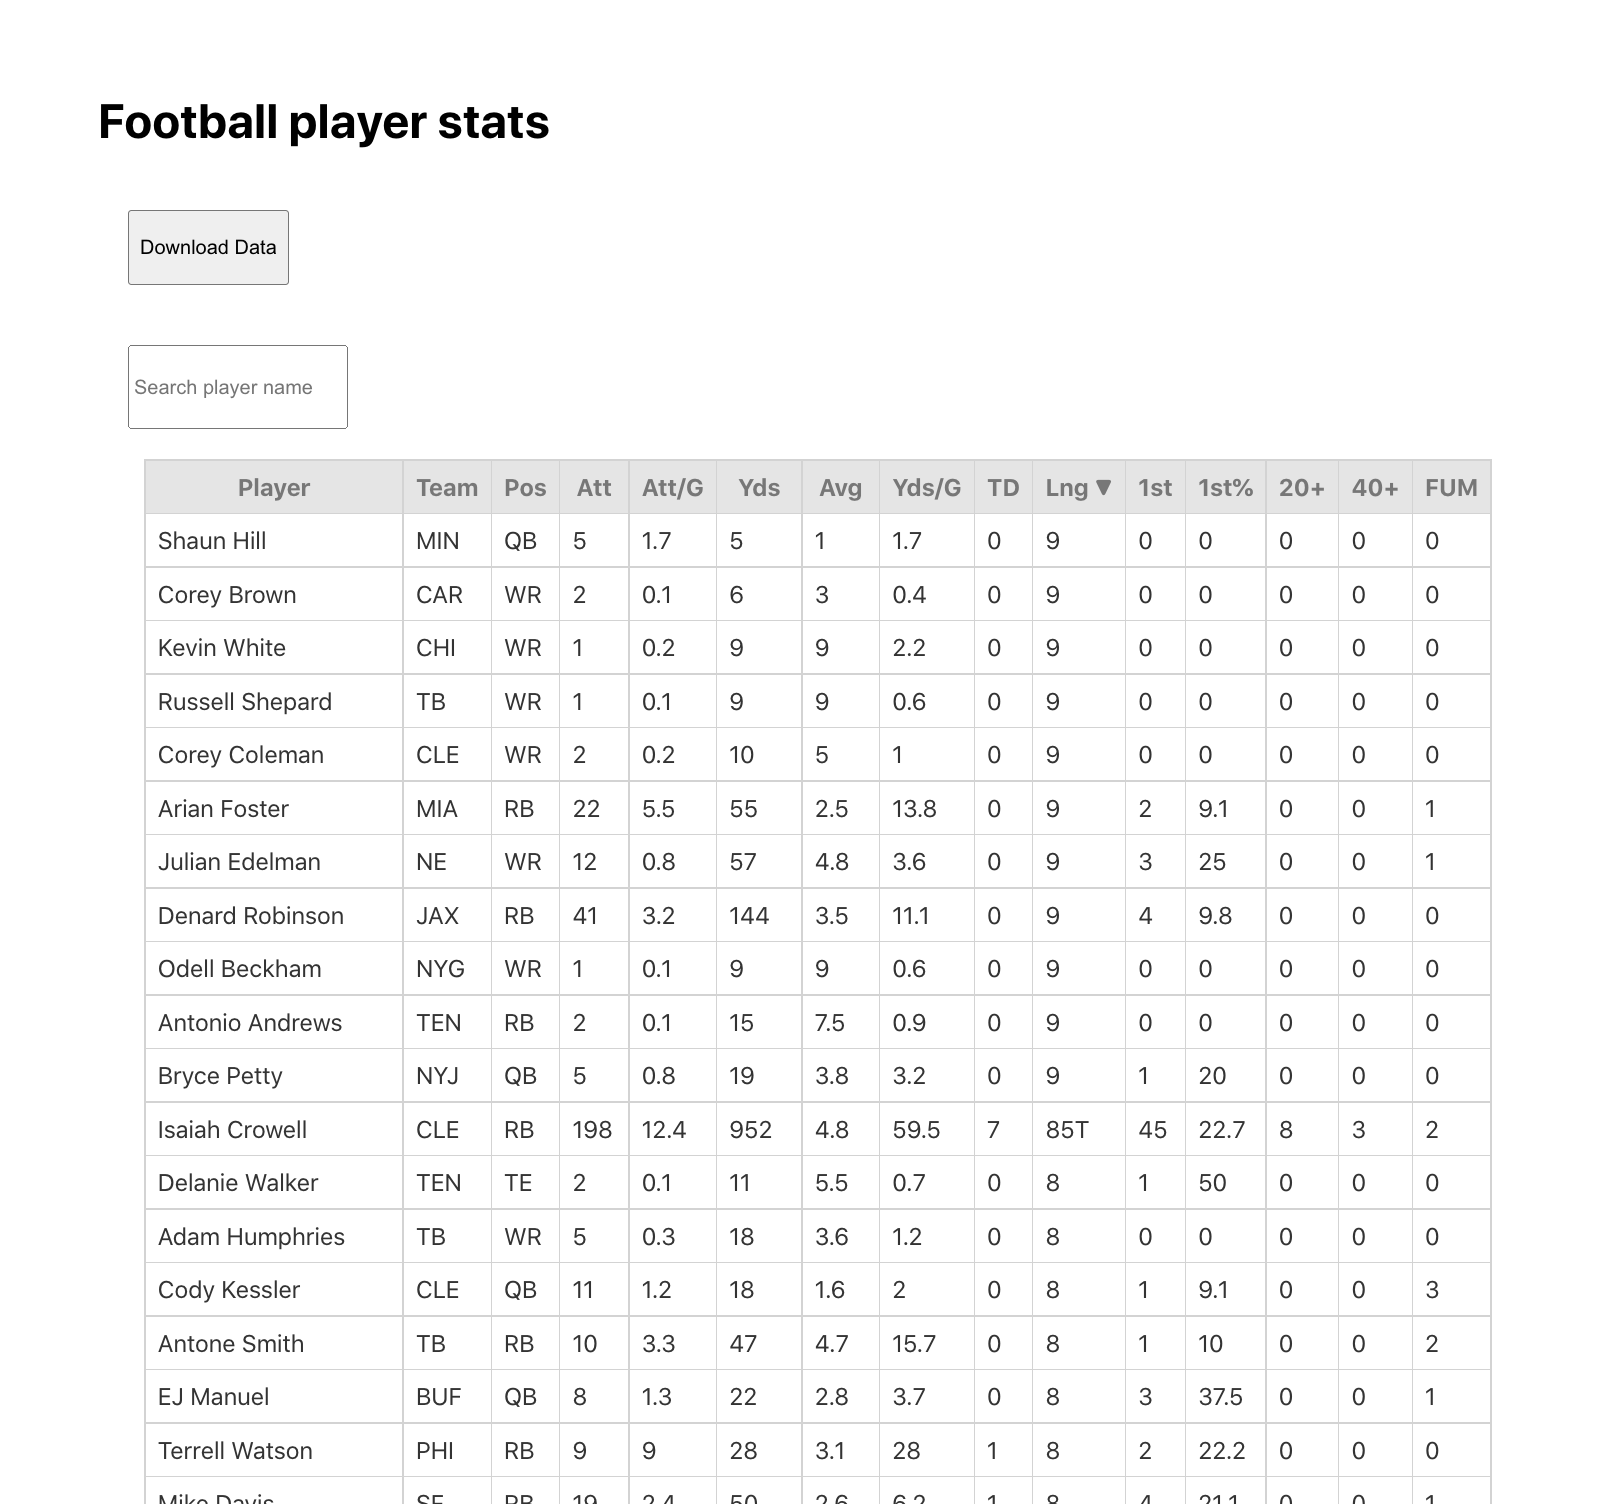 Football player stats
Download Data
Search player name
Player Team Pos Att Att/G Yds Avg Yds/G TD Lng ▼ 1st 1st% 20+ 40+ FUM
Shaun Hill MIN QB 5 1.7 5 1 1.7 0 9 0 0 0 0 0
Corey Brown CAR WR 2 0.1 6 3 0.4 0 9 0 0 0 0 0
Kevin White CHI WR 1 0.2 9 9 2.2 0 9 0 0 0 0 0
Russell Shepard TB WR 1 0.1 9 9 0.6 0 9 0 0 0 0 0
Corey Coleman CLE WR 2 0.2 10 5 1 0 9 0 0 0 0 0
Arian Foster MIA RB 22 5.5 55 2.5 13.8 0 9 2 9.1 0 0 1
Julian Edelman NE WR 12 0.8 57 4.8 3.6 0 9 3 25 0 0 1
Denard Robinson JAX RB 41 3.2 144 3.5 11.1 0 9 4 9.8 0 0 0
Odell Beckham NYG WR 1 0.1 9 9 0.6 0 9 0 0 0 0 0
Antonio Andrews TEN RB 2 0.1 15 7.5 0.9 0 9 0 0 0 0 0
Bryce Petty NYJ QB 5 0.8 19 3.8 3.2 0 9 1 20 0 0 0
Isaiah Crowell CLE RB 198 12.4 952 4.8 59.5 7 85T 45 22.7 8 3 2
Delanie Walker TEN TE 2 0.1 11 5.5 0.7 0 8 1 50 0 0 0
Adam Humphries TB WR 5 0.3 18 3.6 1.2 0 8 0 0 0 0 0
Cody Kessler CLE QB 11 1.2 18 1.6 2 0 8 1 9.1 0 0 3
Antone Smith TB RB 10 3.3 47 4.7 15.7 0 8 1 10 0 0 2
EJ Manuel BUF QB 8 1.3 22 2.8 3.7 0 8 3 37.5 0 0 1
Terrell Watson PHI RB 9 9 28 3.1 28 1 8 2 22.2 0 0 0
Mike Davis SF RB 19 2.4 50 2.6 6.2 1 8 4 21.1 0 0 1